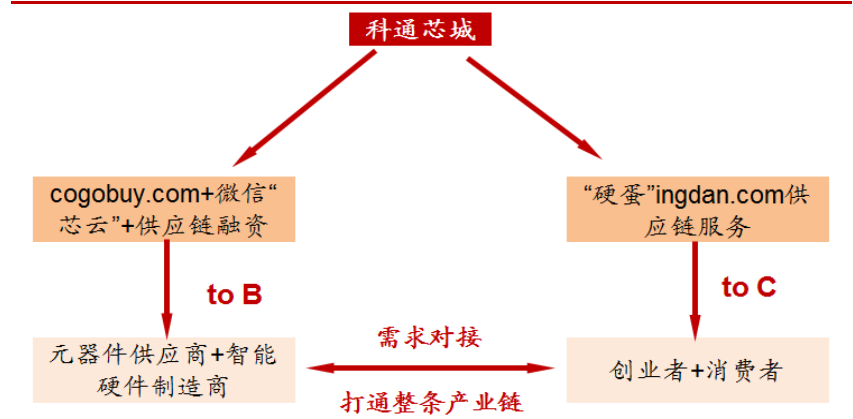 科通芯城
cogobuy.com+微信“
芯云”+供应链融资
“硬蛋”ingdan.com供
应链服务
to B
to C
元器件供应商+智能
硬件制造商
需求对接
打通整条产业链
创业者+消费者